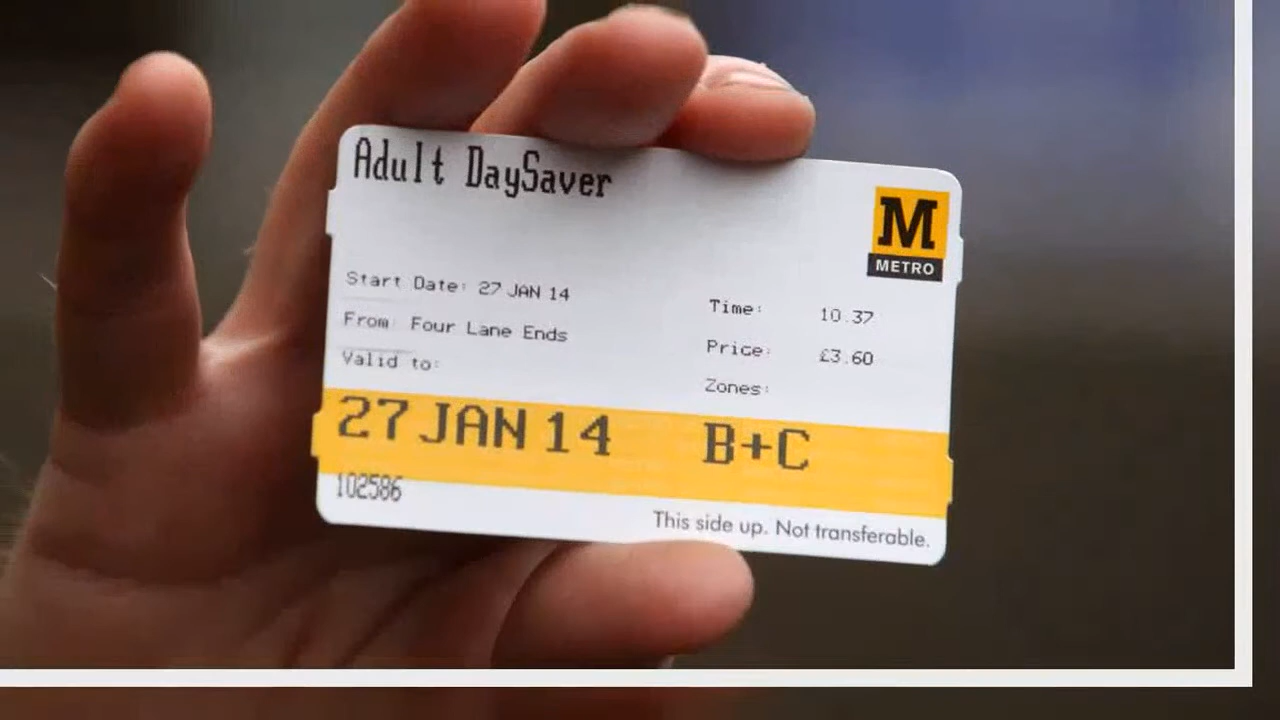 Adult DaySaver
M
METRO
Start Date: 27 JAN 14
From: Four Lane Ends
Valid to:
27 JAN 14
102586
Time: 10.37
Price: £3.60
Zones:
B+C
This side up. Not transferable.